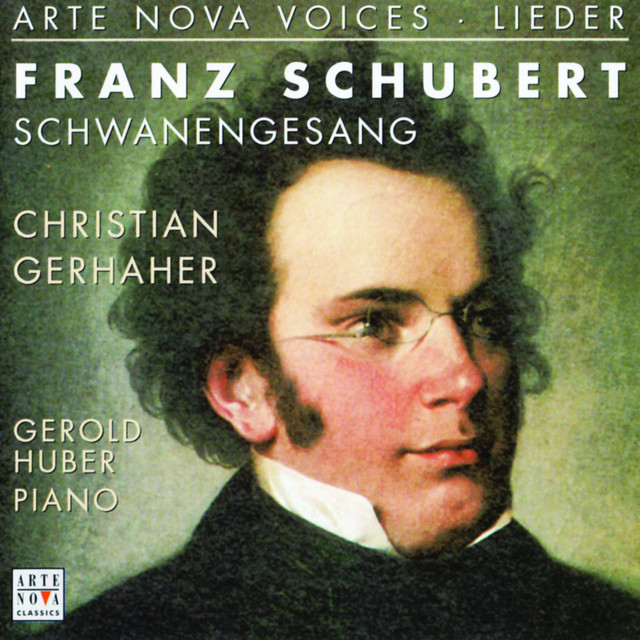 ARTE NOVA VOICES · LIEDER
FRANZ SCHUBERT
SCHWANENGESANG
CHRISTIAN
GERHAHER
GEROLD
HUBER
PIANO
ARTE
NOVA
CLASSICS